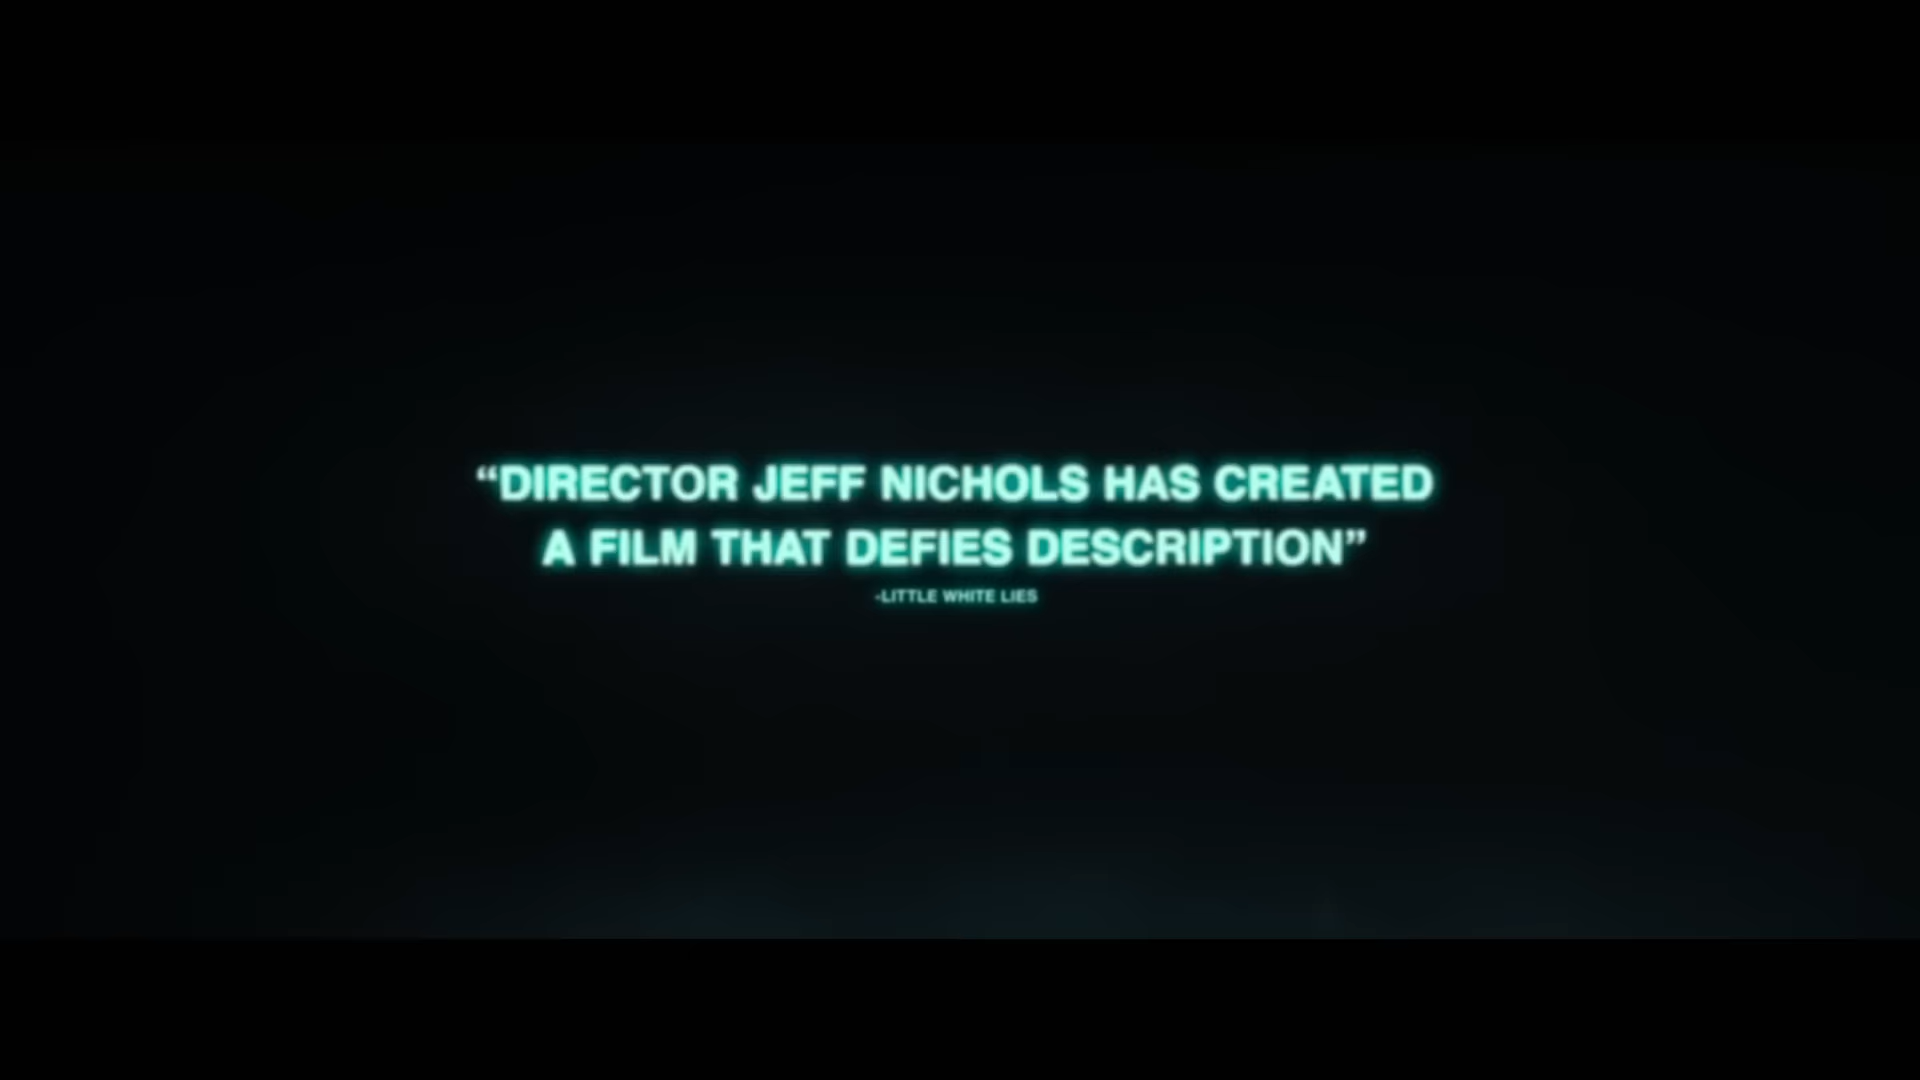 “DIRECTOR JEFF NICHOLS HAS CREATED
A FILM THAT DEFIES DESCRIPTION”
-LITTLE WHITE LIES